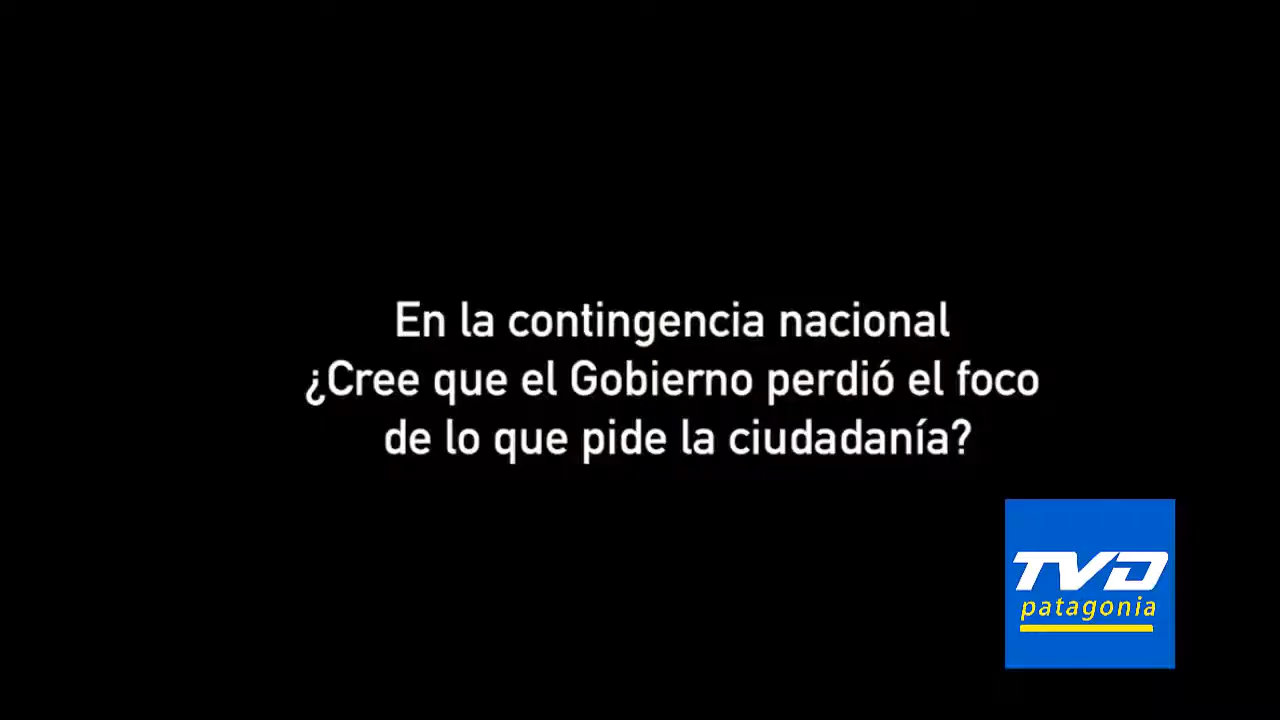 En la contingencia nacional
¿Cree que el Gobierno perdió el foco
de lo que pide la ciudadanía?
TVD
patagonia